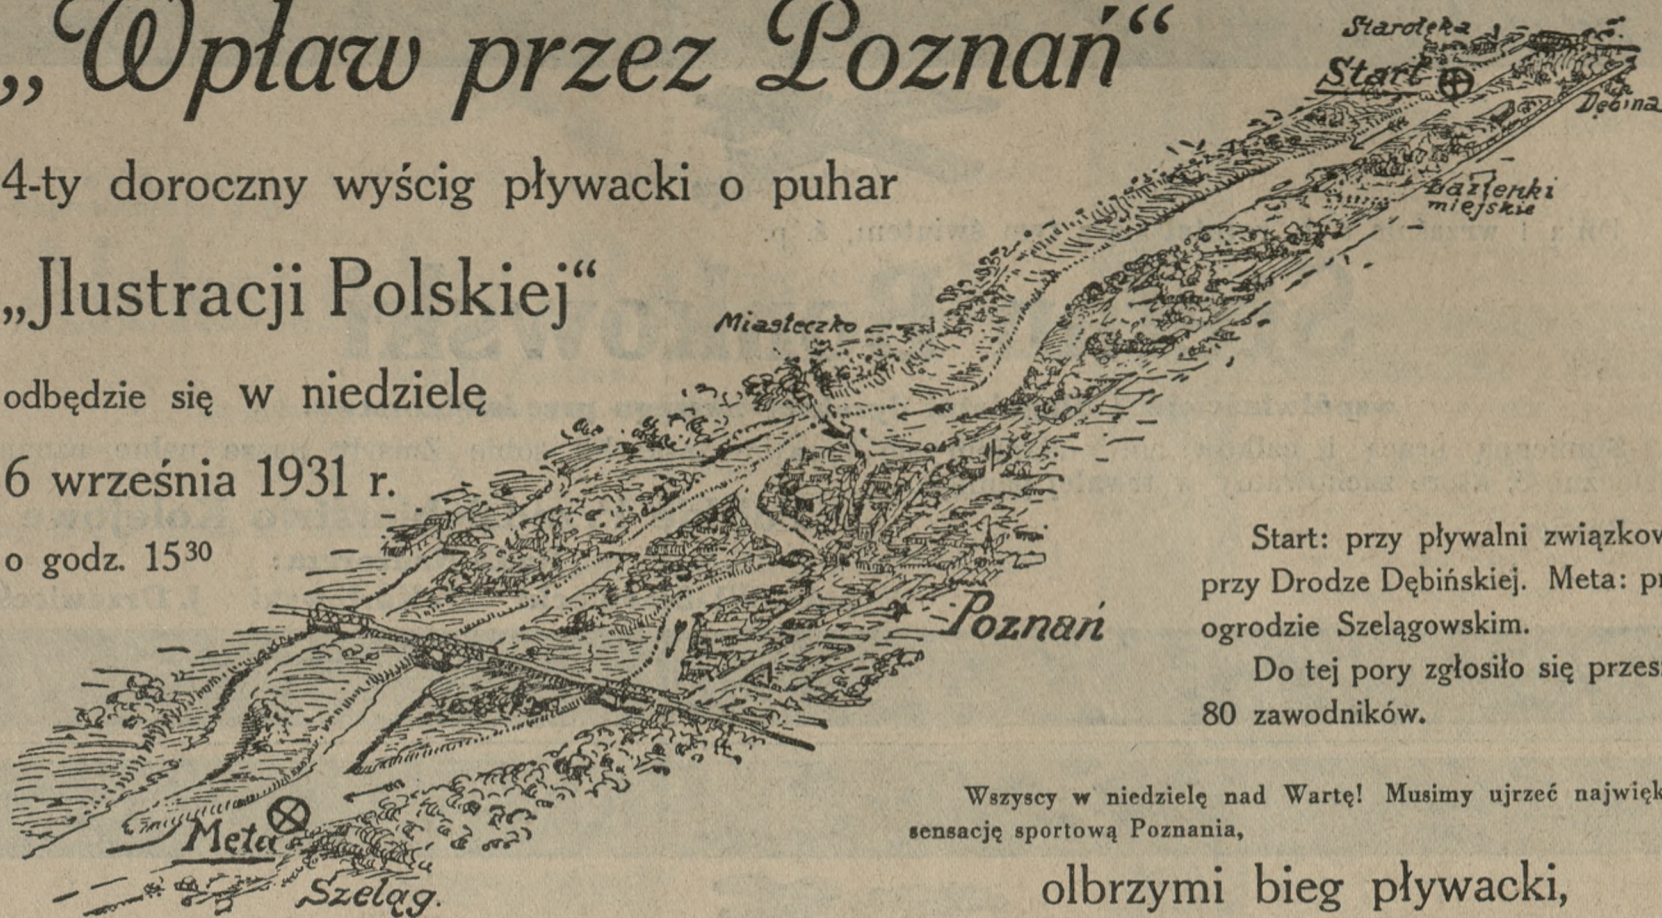 „Wpław przez Poznań“
4-ty doroczny wyścig pływacki o puhar
„Jlustracji Polskiej“
odbędzie się w niedzielę
6 września 1931 r.
o godz. 15³⁰
Starołęka
Start
Dębina
Łazienki
miejskie
Miasteczko
Poznań
Meta
Szeląg.
Start: przy pływalni związkow
przy Drodze Dębińskiej. Meta: pr
ogrodzie Szelągowskim.
Do tej pory zgłosiło się przes
80 zawodników.
Wszyscy w niedzielę nad Wartę! Musimy ujrzeć najwięk
sensację sportową Poznania,
olbrzymi bieg pływacki,